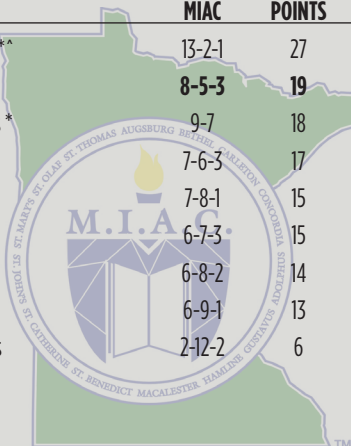 MIAC POINTS
*^ 13-2-1 27
8-5-3 19
* 9-7 18
7-6-3 17
7-8-1 15
6-7-3 15
6-8-2 14
6-9-1 13
s 2-12-2 6
M.I.A.C.
AUGSBURG BETHEL CARLETON CONCORDIA GUSTAVUS ADOLPHUS HAMLINE MACALESTER ST. BENEDICT ST. CATHERINE ST. JOHN'S ST. MARY'S ST. OLAF ST. THOMAS
TM